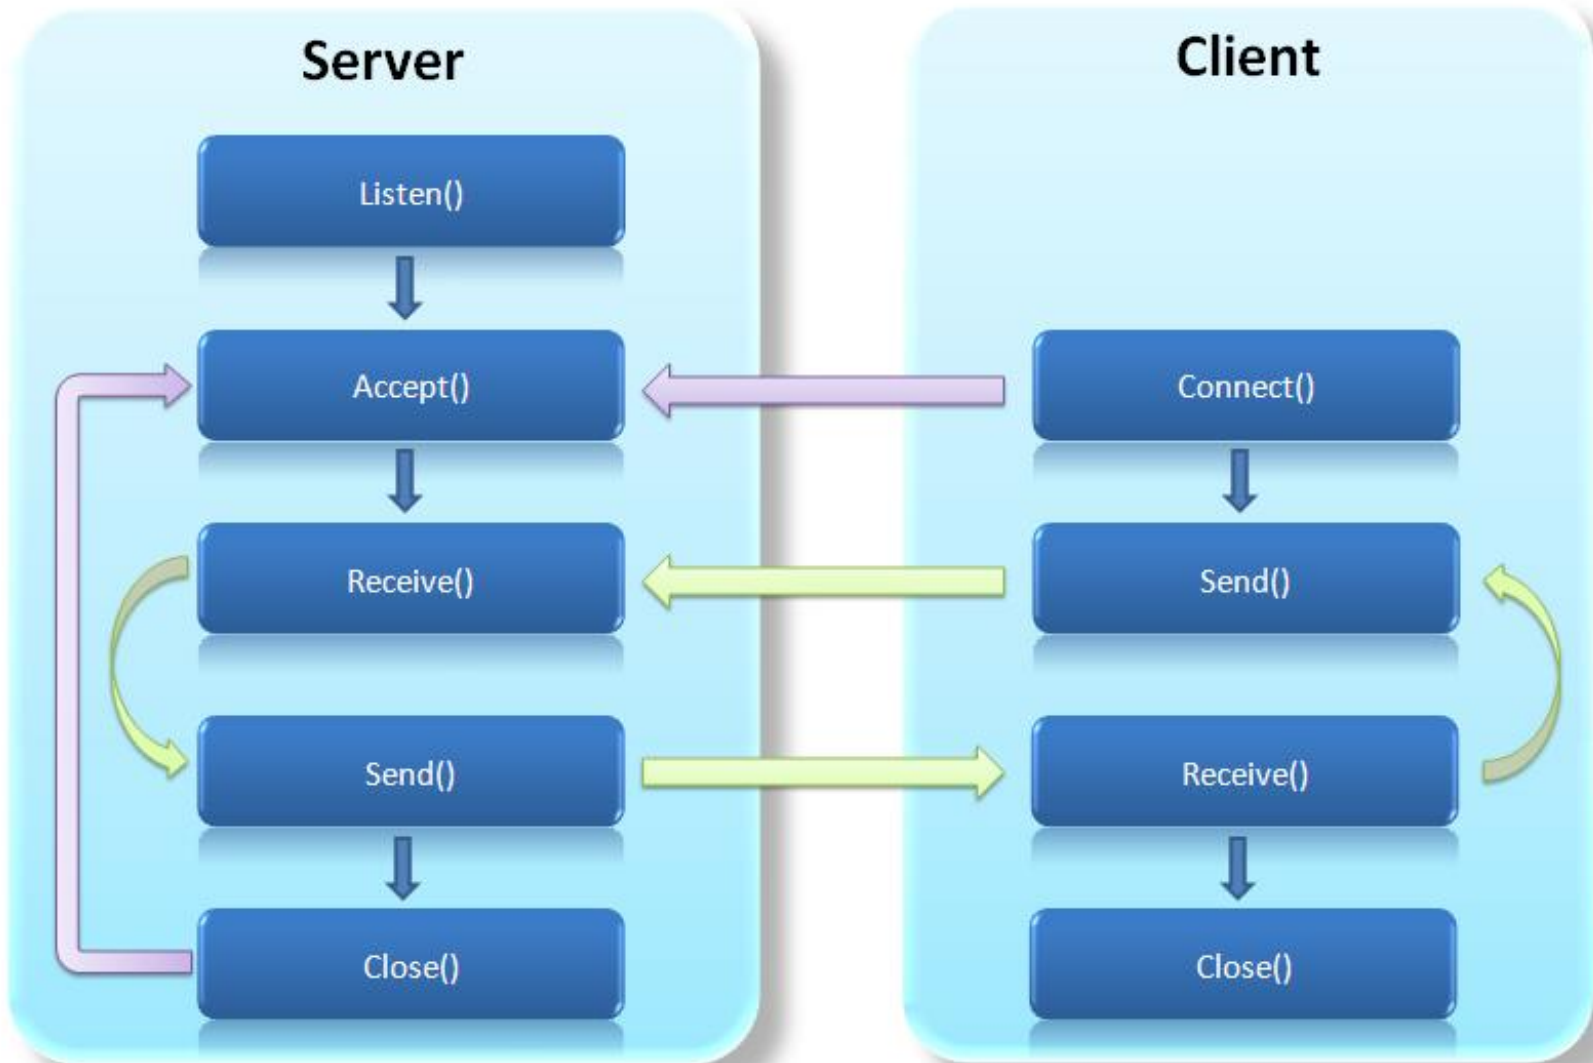 Server
Listen()
Accept()
Receive()
Send()
Close()
Client
Connect()
Send()
Receive()
Close()